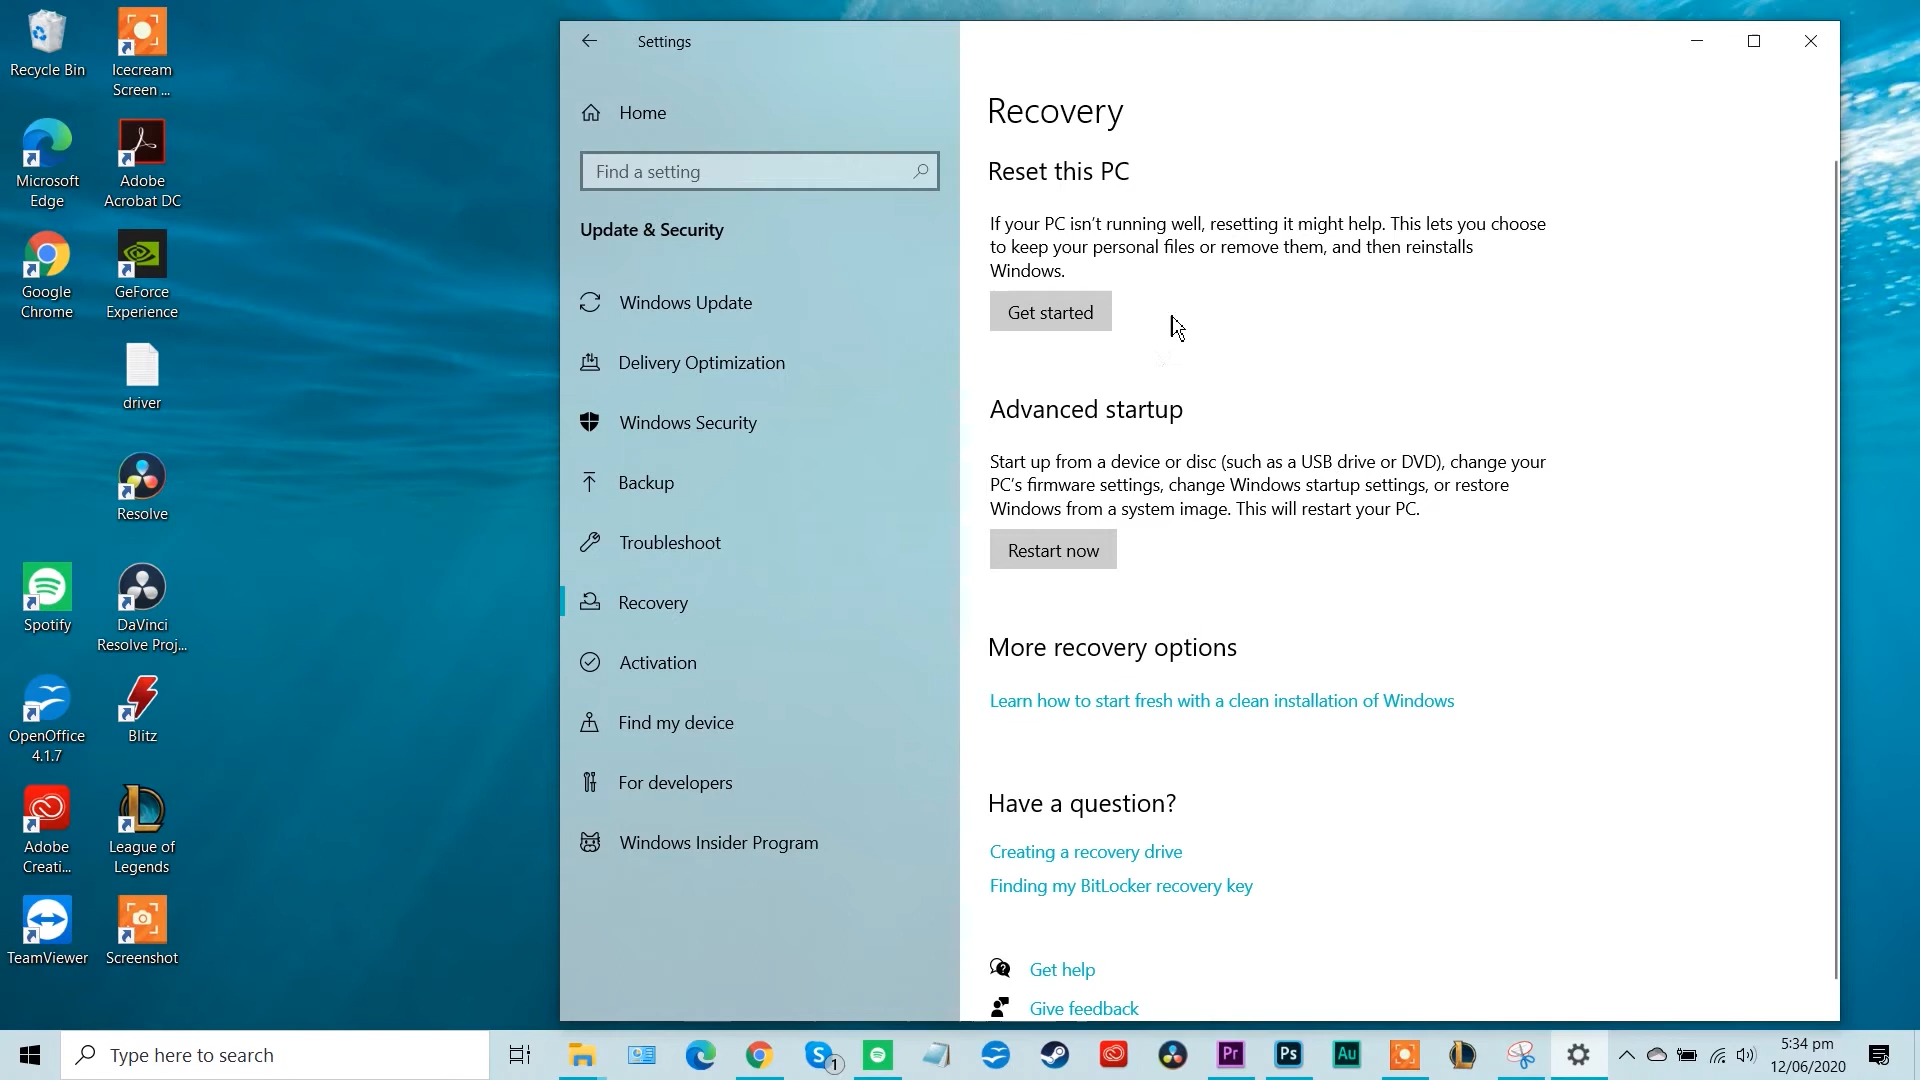 Recycle Bin
Icecream
Screen ...
Microsoft
Edge
Adobe
Acrobat DC
Google
Chrome
GeForce
Experience
driver
Resolve
Spotify
DaVinci
Resolve Proj...
OpenOffice
4.1.7
Blitz
Adobe
Creati...
League of
Legends
TeamViewer
Screenshot
Settings
Home
Find a setting
Update & Security
Windows Update
Delivery Optimization
Windows Security
Backup
Troubleshoot
Recovery
Activation
Find my device
For developers
Windows Insider Program
Recovery
Reset this PC
If your PC isn't running well, resetting it might help. This lets you choose
to keep your personal files or remove them, and then reinstalls
Windows.
Get started
Advanced startup
Start up from a device or disc (such as a USB drive or DVD), change your
PC's firmware settings, change Windows startup settings, or restore
Windows from a system image. This will restart your PC.
Restart now
More recovery options
Learn how to start fresh with a clean installation of Windows
Have a question?
Creating a recovery drive
Finding my BitLocker recovery key
Get help
Give feedback
Type here to search
1
Pr
Ps
Au
5:34 pm
12/06/2020